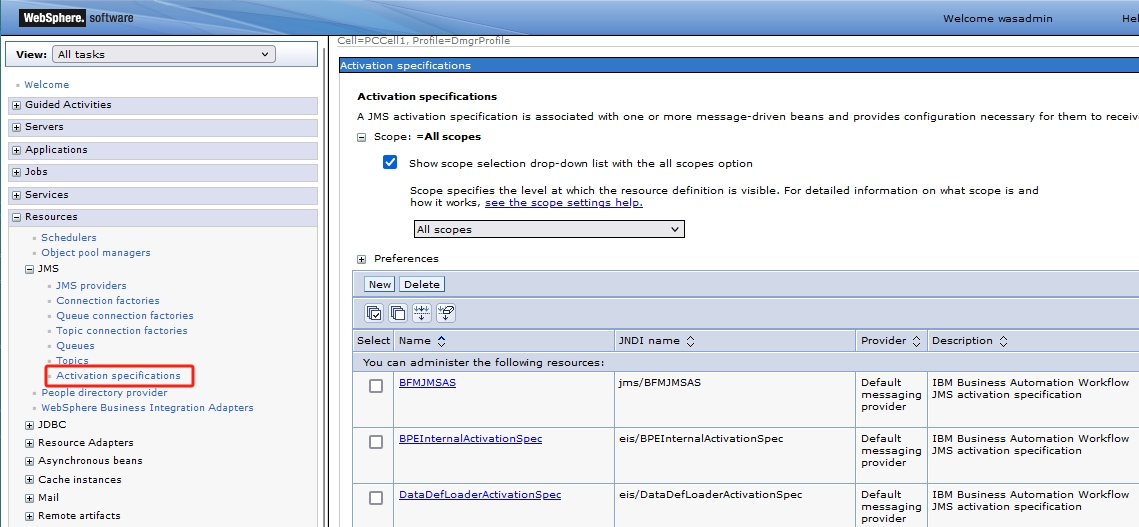 WebSphere. software
Welcome wasadmin
Cell=PCCell1, Profile=DmgrProfile
View: All tasks
Welcome
Guided Activities
Servers
Applications
Jobs
Services
Resources
Schedulers
Object pool managers
JMS
JMS providers
Connection factories
Queue connection factories
Topic connection factories
Queues
Topics
Activation specifications
People directory provider
WebSphere Business Integration Adapters
JDBC
Resource Adapters
Asynchronous beans
Cache instances
Mail
Remote artifacts
Activation specifications
Activation specifications
A JMS activation specification is associated with one or more message-driven beans and provides configuration necessary for them to
Scope: =All scopes
Show scope selection drop-down list with the all scopes option
Scope specifies the level at which the resource definition is visible. For detailed information on what scope is and
how it works, see the scope settings help.
All scopes
Preferences
New Delete
Select Name JNDI name Provider Description
You can administer the following resources:
BFMJMSAS jms/BFMJMSAS Default IBM Business Automation Workflow
messaging JMS activation specification
provider
BPEInternalActivationSpec eis/BPEInternalActivationSpec Default IBM Business Automation Workflow
messaging JMS activation specification
provider
DataDefLoaderActivationSpec eis/DataDefLoaderActivationSpec Default IBM Business Automation Workflow
messaging JMS activation specification
provider